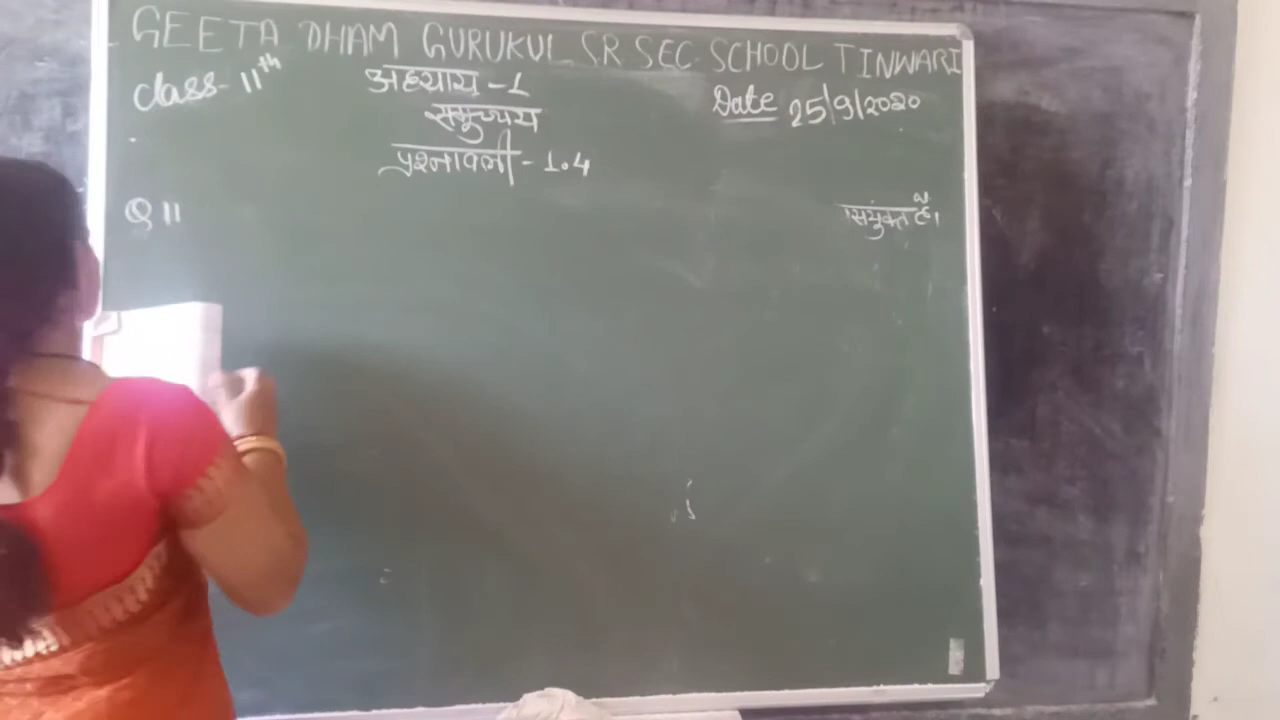 GEETA DHAM GURUKUL SR SEC. SCHOOL TINWARI
class-11th
अध्याय-1
Date 25/9/2020
समुच्चय
प्रश्नावली-1.4
Q 11
संयुक्त है।